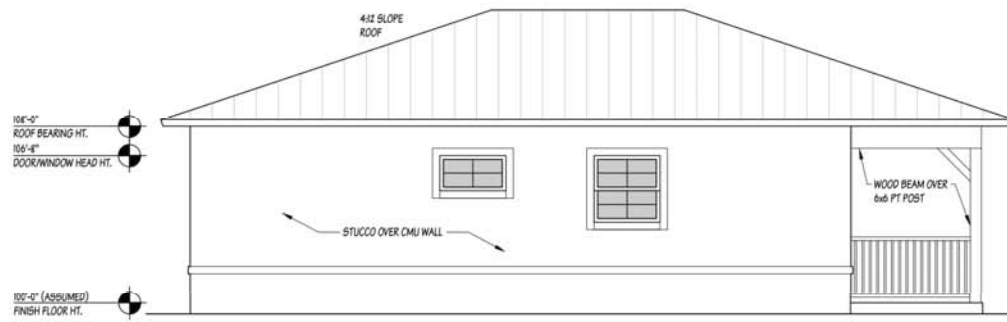 4:12 SLOPE
ROOF
108'-0"
ROOF BEARING HT.
106'-8"
DOOR/WINDOW HEAD HT.
WOOD BEAM OVER
6x6 PT POST
STUCCO OVER CMU WALL
100'-0" (ASSUMED)
FINISH FLOOR HT.